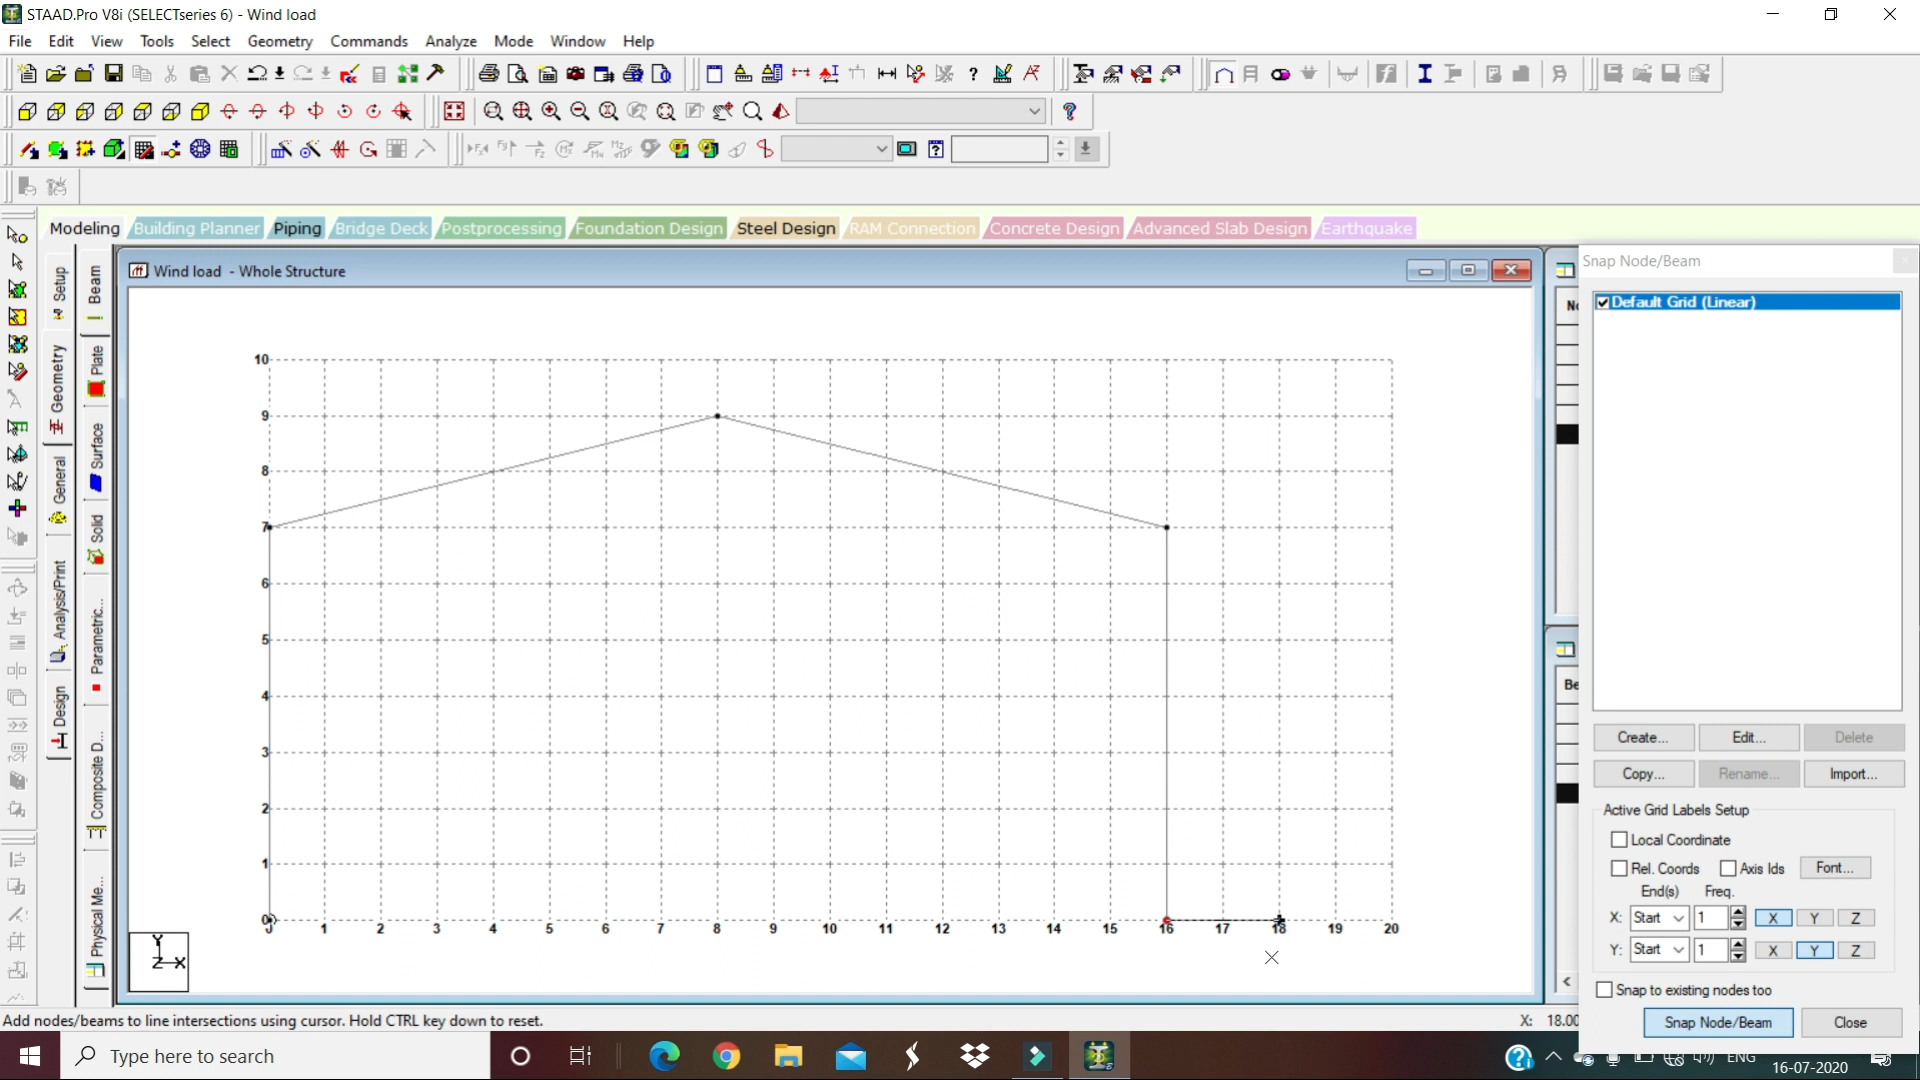 STAAD.Pro V8i (SELECTseries 6) - Wind load
File Edit View Tools Select Geometry Commands Analyze Mode Window Help
Modeling Building Planner Piping Bridge Deck Postprocessing Foundation Design Steel Design RAM Connection Concrete Design Advanced Slab Design Earthquake
Setup
Geometry
General
Analysis/Print
Design
Beam
Plate
Surface
Solid
Parametric...
Composite D...
Physical Me...
Wind load - Whole Structure
10
9
8
7
6
5
4
3
2
1
0
1 2 3 4 5 6 7 8 9 10 11 12 13 14 15 16 17 18 19 20
Y
Z X
Snap Node/Beam
Default Grid (Linear)
Create... Edit... Delete
Copy... Rename... Import...
Active Grid Labels Setup
Local Coordinate
Rel. Coords Axis Ids Font...
End(s) Freq.
X: Start 1 X Y Z
Y: Start 1 X Y Z
Snap to existing nodes too
Snap Node/Beam Close
Add nodes/beams to line intersections using cursor. Hold CTRL key down to reset.
X: 18.00
Type here to search
ENG
16-07-2020